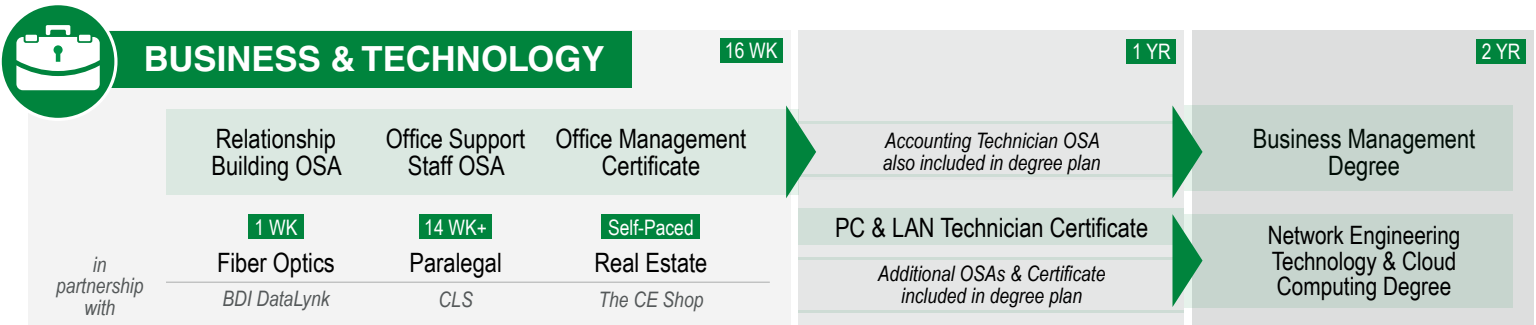 BUSINESS & TECHNOLOGY
16 WK
1 YR
2 YR
Relationship
Building OSA
Office Support
Staff OSA
Office Management
Certificate
Accounting Technician OSA
also included in degree plan
Business Management
Degree
1 WK
Fiber Optics
BDI DataLynk
14 WK+
Paralegal
CLS
Self-Paced
Real Estate
The CE Shop
in
partnership
with
PC & LAN Technician Certificate
Additional OSAs & Certificate
included in degree plan
Network Engineering
Technology & Cloud
Computing Degree